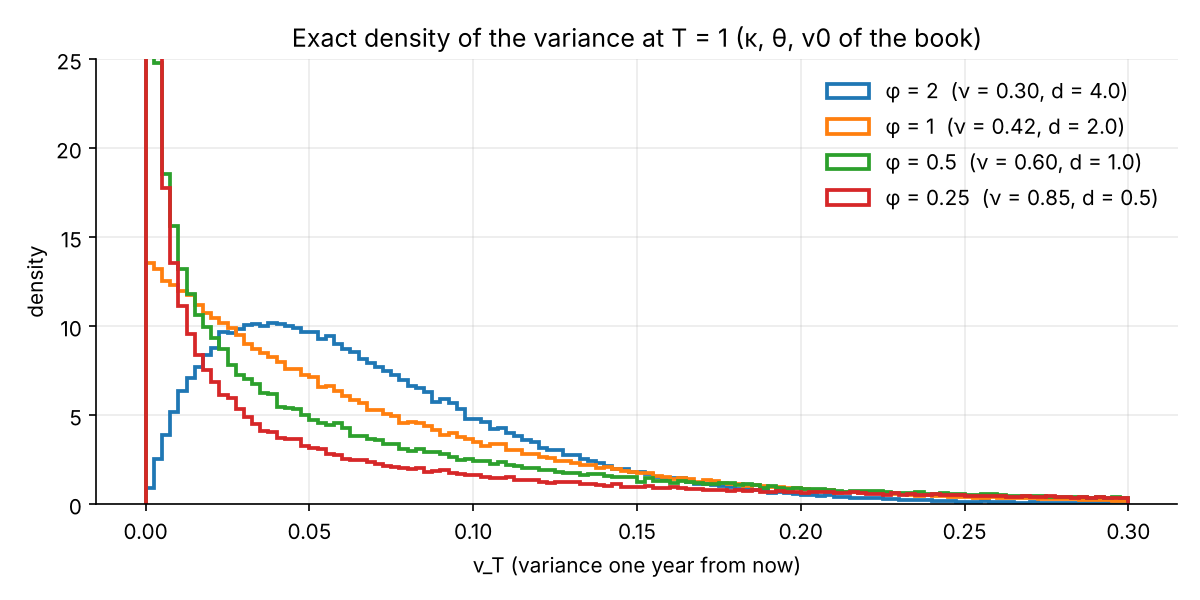 Exact density of the variance at T = 1 (κ, θ, v0 of the book)
25
20
15
10
5
0
density
φ = 2 (ν = 0.30, d = 4.0)
φ = 1 (ν = 0.42, d = 2.0)
φ = 0.5 (ν = 0.60, d = 1.0)
φ = 0.25 (ν = 0.85, d = 0.5)
0.00 0.05 0.10 0.15 0.20 0.25 0.30
v_T (variance one year from now)